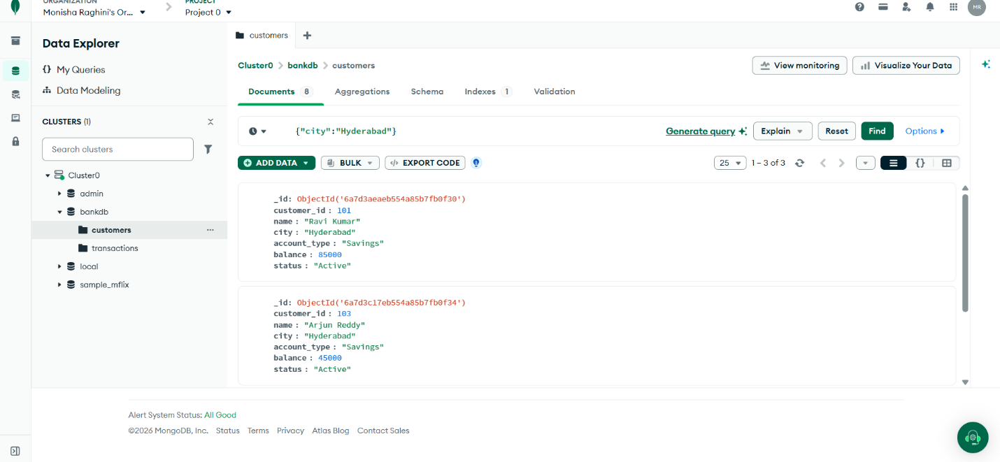 ORGANIZATION
Monisha Raghini's Or...
PROJECT
Project 0
MR
Data Explorer
My Queries
Data Modeling
CLUSTERS (1)
Search clusters
Cluster0
admin
bankdb
customers
transactions
local
sample_mflix
customers
Cluster0 > bankdb > customers
View monitoring
Visualize Your Data
Documents 8
Aggregations
Schema
Indexes 1
Validation
{"city":"Hyderabad"}
Generate query
Explain
Reset
Find
Options
ADD DATA
BULK
EXPORT CODE
25
1 – 3 of 3
_id: ObjectId('6a7d3aeaeb554a85b7fb0f30')
customer_id : 101
name : "Ravi Kumar"
city : "Hyderabad"
account_type : "Savings"
balance : 85000
status : "Active"
_id: ObjectId('6a7d3c17eb554a85b7fb0f34')
customer_id : 103
name : "Arjun Reddy"
city : "Hyderabad"
account_type : "Savings"
balance : 45000
status : "Active"
Alert System Status: All Good
©2026 MongoDB, Inc. Status Terms Privacy Atlas Blog Contact Sales